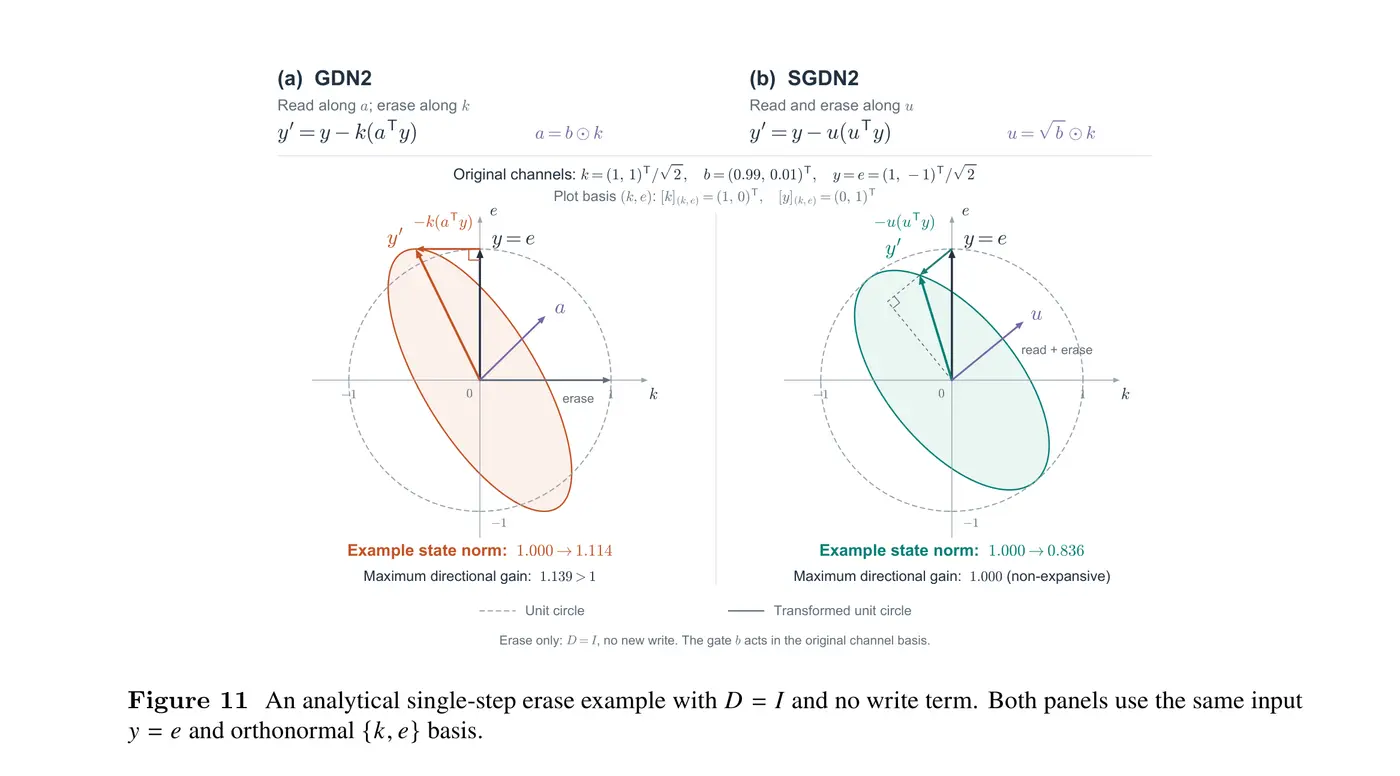 (a) GDN2
Read along a; erase along k
y′ = y − k(a⊤y)
a = b ⊙ k
(b) SGDN2
Read and erase along u
y′ = y − u(u⊤y)
u = √b ⊙ k
Original channels: k = (1, 1)⊤/√2, b = (0.99, 0.01)⊤, y = e = (1, −1)⊤/√2
Plot basis (k, e): [k](k,e) = (1, 0)⊤, [y](k,e) = (0, 1)⊤
e
−k(a⊤y)
y′
y = e
a
erase
−1
0
1
k
−1
Example state norm: 1.000 → 1.114
Maximum directional gain: 1.139 > 1
e
−u(u⊤y)
y′
y = e
u
read + erase
−1
0
1
k
−1
Example state norm: 1.000 → 0.836
Maximum directional gain: 1.000 (non-expansive)
Unit circle
Transformed unit circle
Erase only: D = I, no new write. The gate b acts in the original channel basis.
Figure 11 An analytical single-step erase example with D = I and no write term. Both panels use the same input
y = e and orthonormal {k, e} basis.